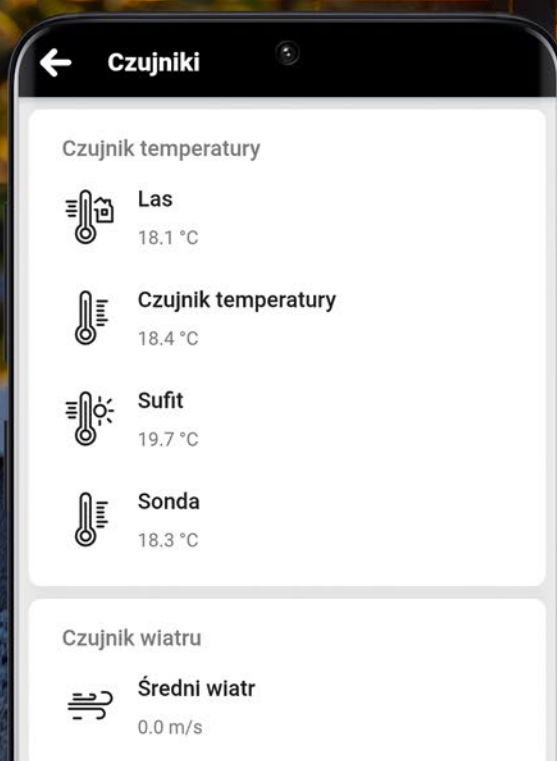 Czujniki
Czujnik temperatury
Las
18.1 °C
Czujnik temperatury
18.4 °C
Sufit
19.7 °C
Sonda
18.3 °C
Czujnik wiatru
Średni wiatr
0.0 m/s